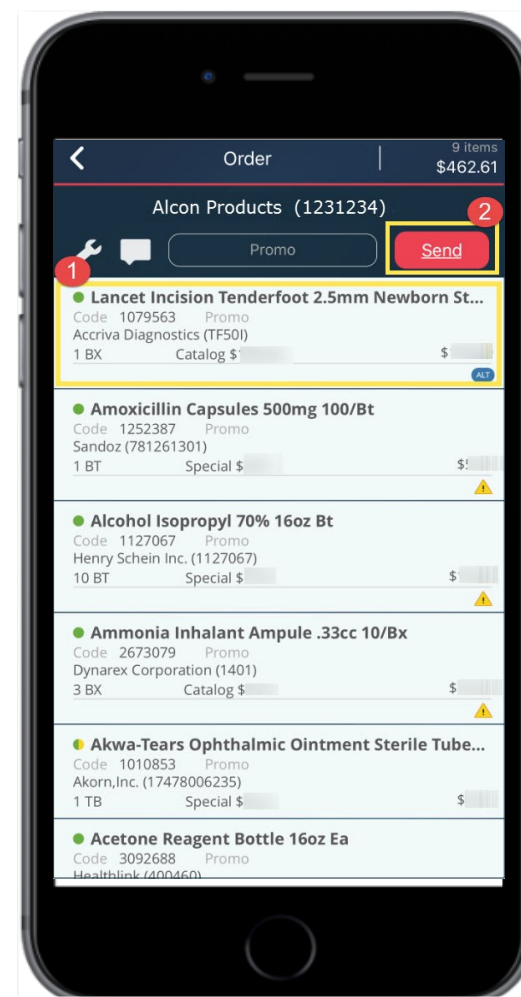 9 items
Order
$462.61
Alcon Products (1231234)
2
Promo
Send
1
Lancet Incision Tenderfoot 2.5mm Newborn St...
Code 1079563 Promo
Accriva Diagnostics (TF50I)
1 BX Catalog $ $
ALT
Amoxicillin Capsules 500mg 100/Bt
Code 1252387 Promo
Sandoz (781261301)
1 BT Special $ $
Alcohol Isopropyl 70% 16oz Bt
Code 1127067 Promo
Henry Schein Inc. (1127067)
10 BT Special $ $
Ammonia Inhalant Ampule .33cc 10/Bx
Code 2673079 Promo
Dynarex Corporation (1401)
3 BX Catalog $ $
Akwa-Tears Ophthalmic Ointment Sterile Tube...
Code 1010853 Promo
Akorn,Inc. (17478006235)
1 TB Special $ $
Acetone Reagent Bottle 16oz Ea
Code 3092688 Promo
Healthlink (400460)